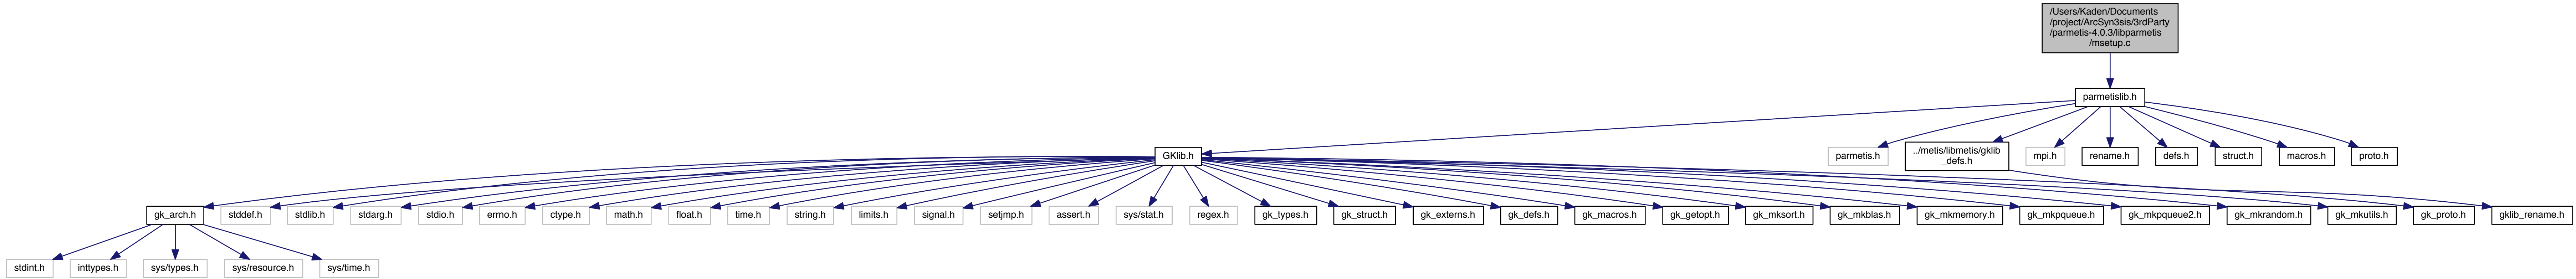 /Users/Kaden/Documents
/project/ArcSyn3sis/3rdParty
/parmetis-4.0.3/libparmetis
/msetup.c
parmetislib.h
GKlib.h
parmetis.h
../metis/libmetis/gklib
_defs.h
mpi.h
rename.h
defs.h
struct.h
macros.h
proto.h
gk_arch.h
stddef.h
stdlib.h
stdarg.h
stdio.h
errno.h
ctype.h
math.h
float.h
time.h
string.h
limits.h
signal.h
setjmp.h
assert.h
sys/stat.h
regex.h
gk_types.h
gk_struct.h
gk_externs.h
gk_defs.h
gk_macros.h
gk_getopt.h
gk_mksort.h
gk_mkblas.h
gk_mkmemory.h
gk_mkpqueue.h
gk_mkpqueue2.h
gk_mkrandom.h
gk_mkutils.h
gk_proto.h
gklib_rename.h
stdint.h
inttypes.h
sys/types.h
sys/resource.h
sys/time.h